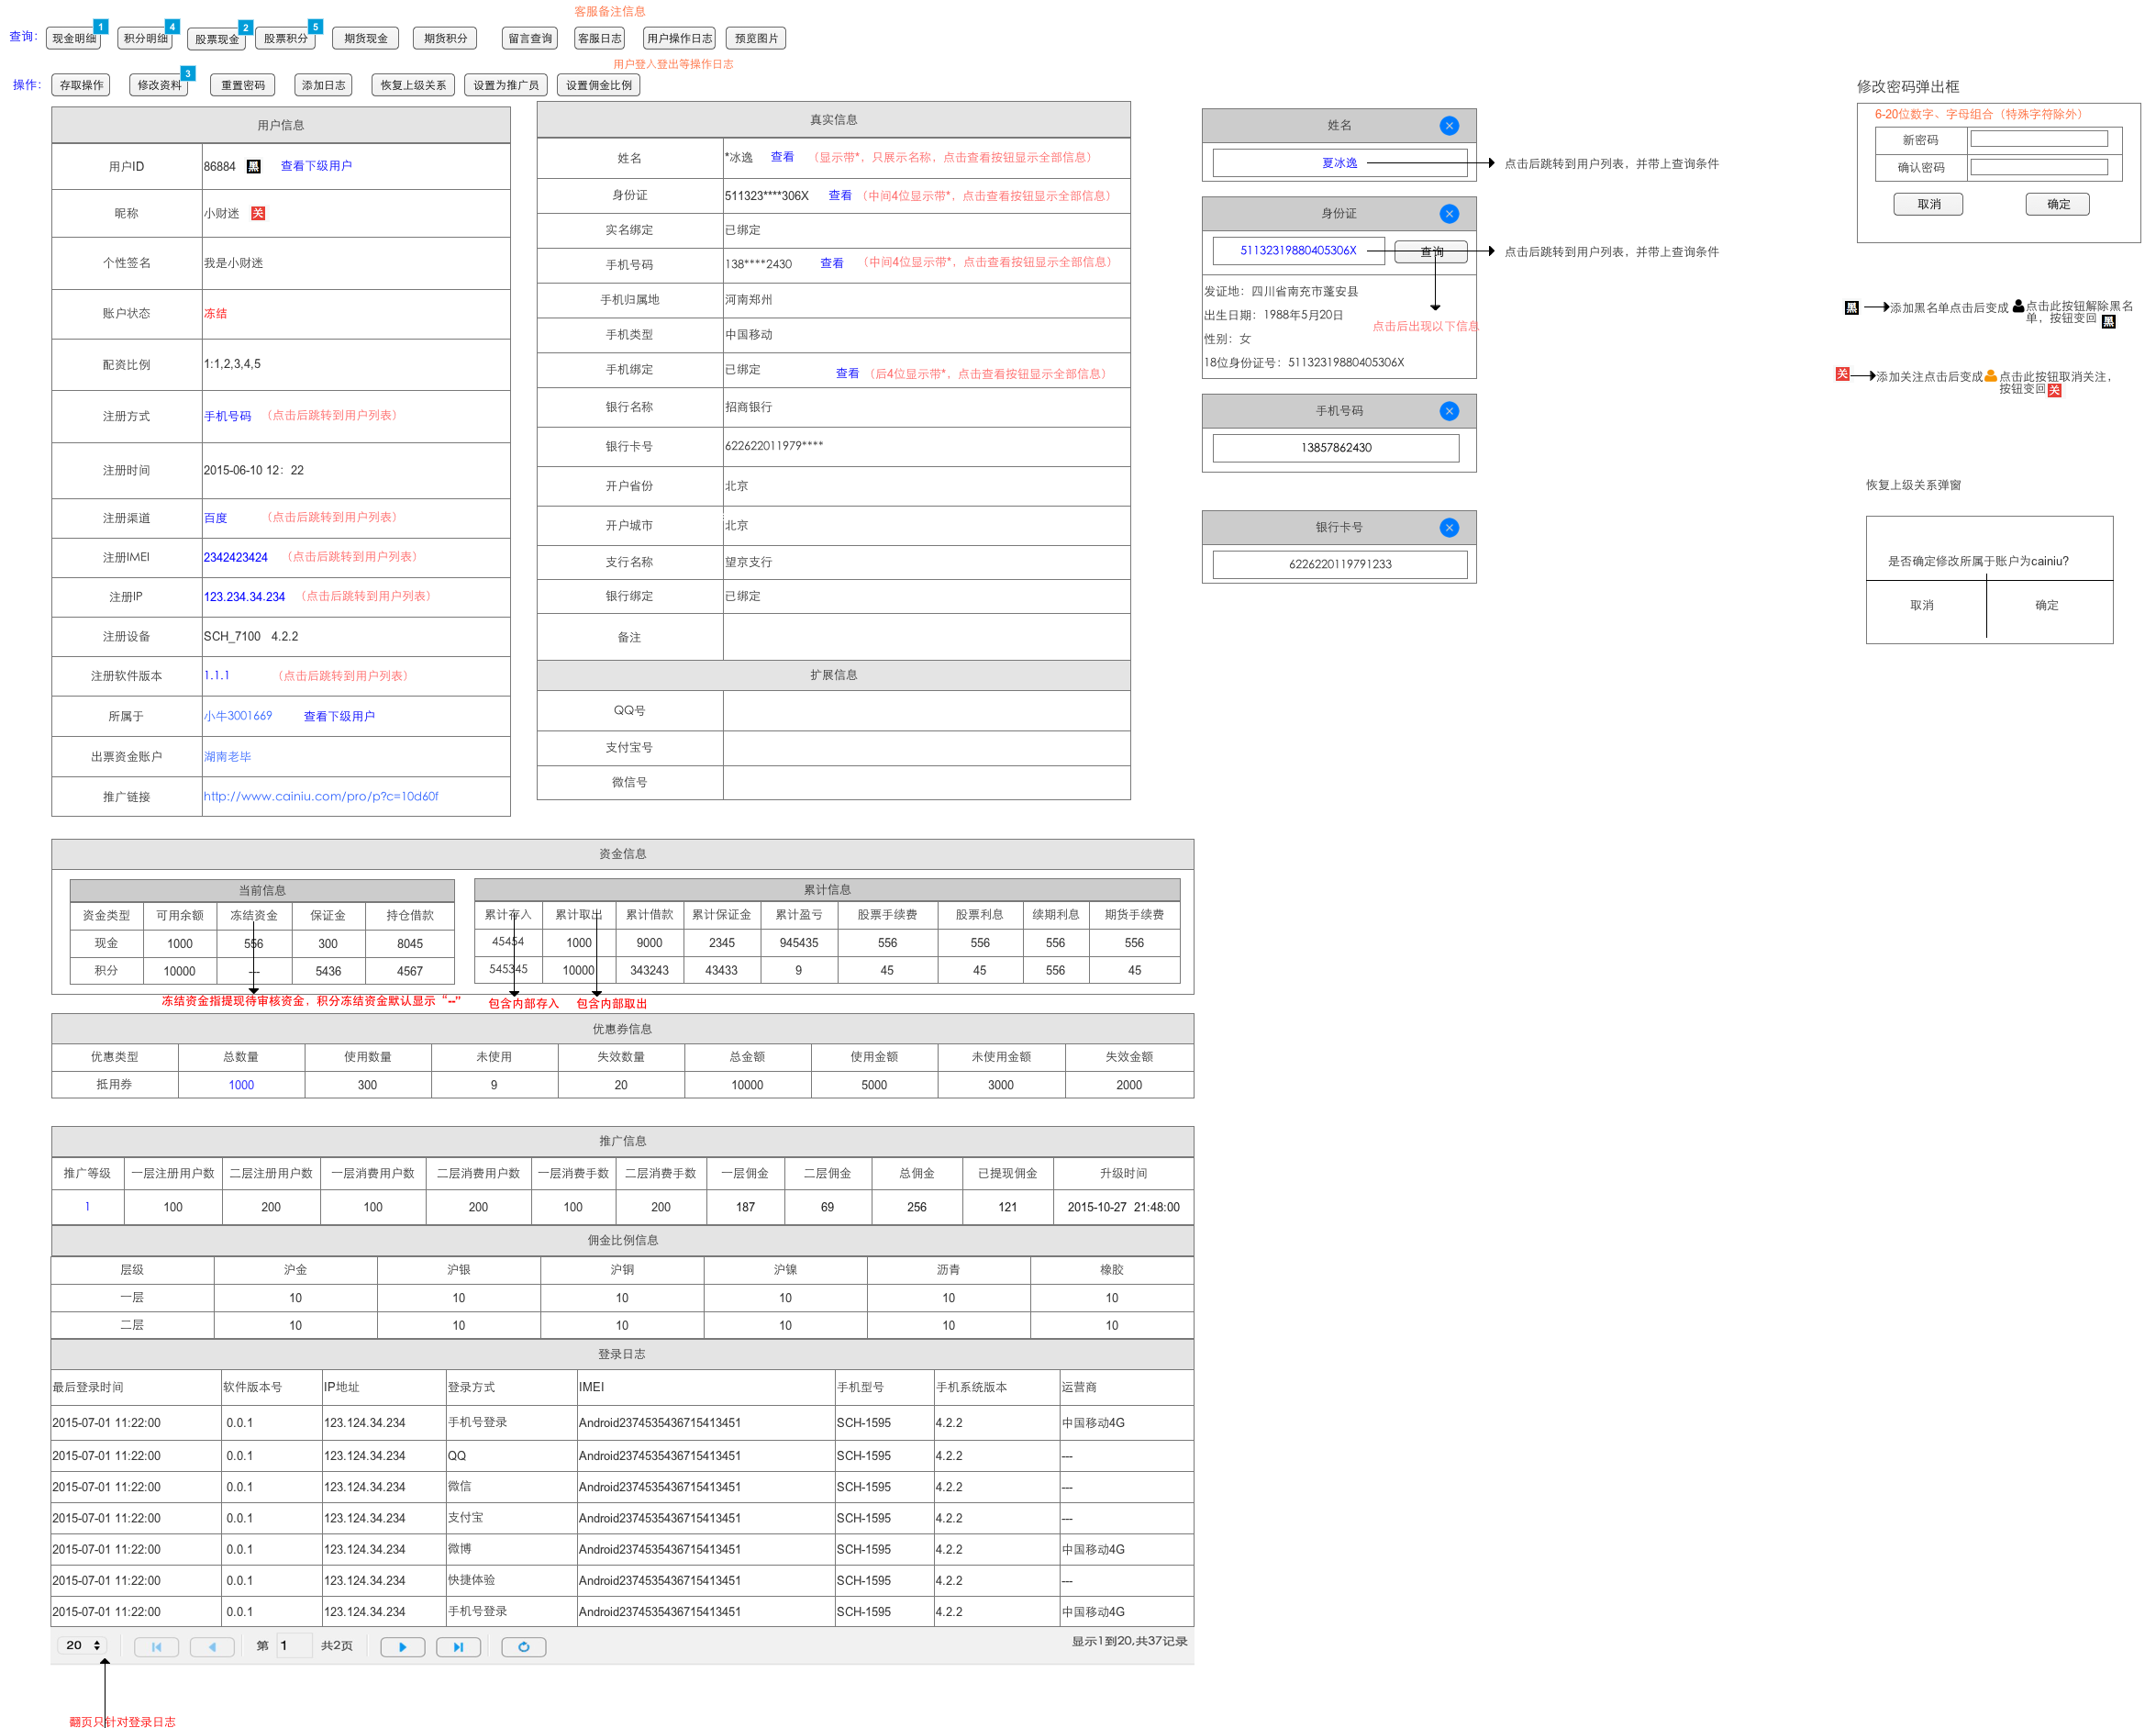 客服备注信息
查询： 现金明细 1 积分明细 4 股票现金 2 股票积分 5 期货现金 期货积分 留言查询 客服日志 用户操作日志 预览图片
用户登入登出等操作日志
操作： 存取操作 修改资料 3 重置密码 添加日志 恢复上级关系 设置为推广员 设置佣金比例
用户信息
用户ID 86884 黑 查看下级用户
昵称 小财迷 关
个性签名 我是小财迷
账户状态 冻结
配资比例 1:1,2,3,4,5
注册方式 手机号码 （点击后跳转到用户列表）
注册时间 2015-06-10 12：22
注册渠道 百度 （点击后跳转到用户列表）
注册IMEI 2342423424 （点击后跳转到用户列表）
注册IP 123.234.34.234 （点击后跳转到用户列表）
注册设备 SCH_7100 4.2.2
注册软件版本 1.1.1 （点击后跳转到用户列表）
所属于 小牛3001669 查看下级用户
出票资金账户 湖南老毕
推广链接 http://www.cainiu.com/pro/p?c=10d60f
真实信息
姓名 *冰逸 查看 （显示带*，只展示名称，点击查看按钮显示全部信息）
身份证 511323****306X 查看 （中间4位显示带*，点击查看按钮显示全部信息）
实名绑定 已绑定
手机号码 138****2430 查看 （中间4位显示带*，点击查看按钮显示全部信息）
手机归属地 河南郑州
手机类型 中国移动
手机绑定 已绑定 查看 （后4位显示带*，点击查看按钮显示全部信息）
银行名称 招商银行
银行卡号 622622011979****
开户省份 北京
开户城市 北京
支行名称 望京支行
银行绑定 已绑定
备注
扩展信息
QQ号
支付宝号
微信号
姓名
夏冰逸 点击后跳转到用户列表，并带上查询条件
身份证
51132319880405306X 查询 点击后跳转到用户列表，并带上查询条件
发证地：四川省南充市蓬安县
出生日期：1988年5月20日
点击后出现以下信息
性别：女
18位身份证号：51132319880405306X
手机号码
13857862430
银行卡号
6226220119791233
修改密码弹出框
6-20位数字、字母组合（特殊字符除外）
新密码
确认密码
取消 确定
黑 添加黑名单点击后变成 点击此按钮解除黑名
单，按钮变回 黑
关 添加关注点击后变成 点击此按钮取消关注，
按钮变回 关
恢复上级关系弹窗
是否确定修改所属于账户为cainiu?
取消 确定
资金信息
当前信息
资金类型 可用余额 冻结资金 保证金 持仓借款
现金 1000 556 300 8045
积分 10000 --- 5436 4567
累计信息
累计存入 累计取出 累计借款 累计保证金 累计盈亏 股票手续费 股票利息 续期利息 期货手续费
45454 1000 9000 2345 945435 556 556 556 556
545345 10000 343243 43433 9 45 45 556 45
冻结资金指提现待审核资金，积分冻结资金默认显示“--” 包含内部存入 包含内部取出
优惠券信息
优惠类型 总数量 使用数量 未使用 失效数量 总金额 使用金额 未使用金额 失效金额
抵用券 1000 300 9 20 10000 5000 3000 2000
推广信息
推广等级 一层注册用户数 二层注册用户数 一层消费用户数 二层消费用户数 一层消费手数 二层消费手数 一层佣金 二层佣金 总佣金 已提现佣金 升级时间
1 100 200 100 200 100 200 187 69 256 121 2015-10-27 21:48:00
佣金比例信息
层级 沪金 沪银 沪铜 沪镍 沥青 橡胶
一层 10 10 10 10 10 10
二层 10 10 10 10 10 10
登录日志
最后登录时间 软件版本号 IP地址 登录方式 IMEI 手机型号 手机系统版本 运营商
2015-07-01 11:22:00 0.0.1 123.124.34.234 手机号登录 Android2374535436715413451 SCH-1595 4.2.2 中国移动4G
2015-07-01 11:22:00 0.0.1 123.124.34.234 QQ Android2374535436715413451 SCH-1595 4.2.2 ---
2015-07-01 11:22:00 0.0.1 123.124.34.234 微信 Android2374535436715413451 SCH-1595 4.2.2 ---
2015-07-01 11:22:00 0.0.1 123.124.34.234 支付宝 Android2374535436715413451 SCH-1595 4.2.2 ---
2015-07-01 11:22:00 0.0.1 123.124.34.234 微博 Android2374535436715413451 SCH-1595 4.2.2 中国移动4G
2015-07-01 11:22:00 0.0.1 123.124.34.234 快捷体验 Android2374535436715413451 SCH-1595 4.2.2 ---
2015-07-01 11:22:00 0.0.1 123.124.34.234 手机号登录 Android2374535436715413451 SCH-1595 4.2.2 中国移动4G
20 第 1 共2页 显示1到20,共37记录
翻页只针对登录日志